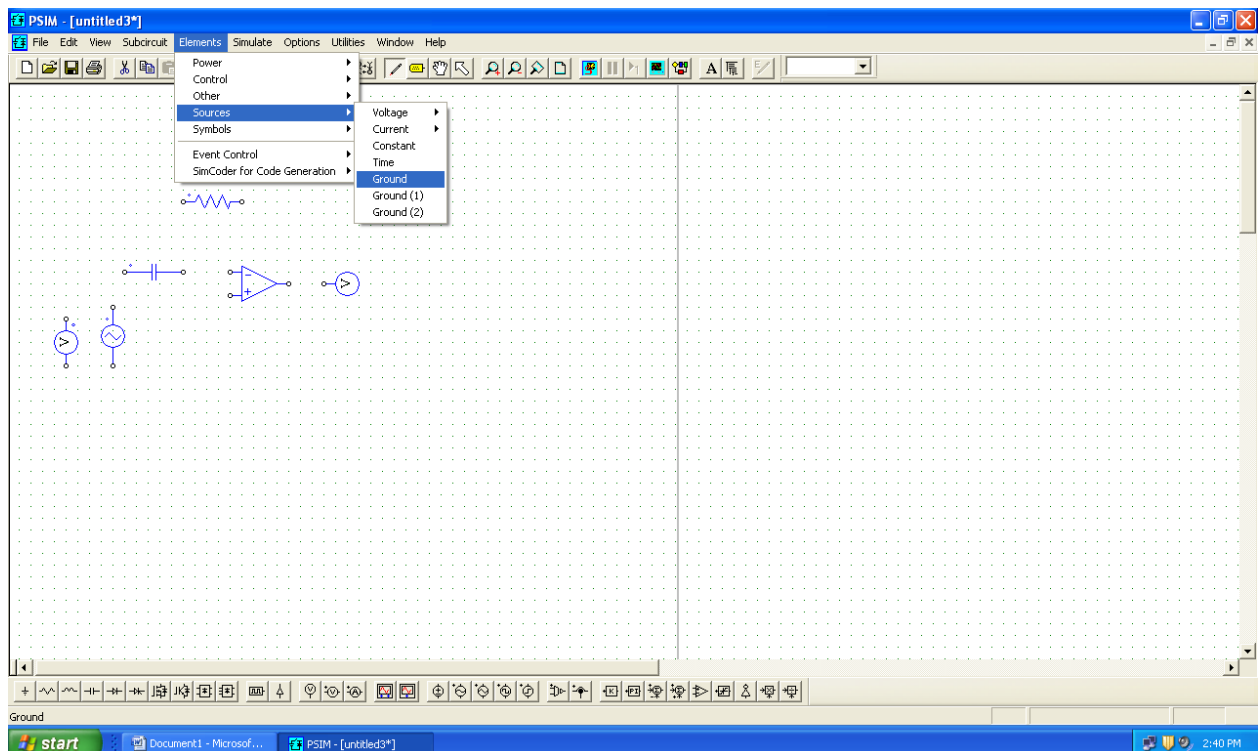 PSIM - [untitled3*]
File Edit View Subcircuit Elements Simulate Options Utilities Window Help
Power
Control
Other
Sources
Symbols
Event Control
SimCoder for Code Generation
Voltage
Current
Constant
Time
Ground
Ground (1)
Ground (2)
Ground
start
Document1 - Microsof...
PSIM - [untitled3*]
2:40 PM